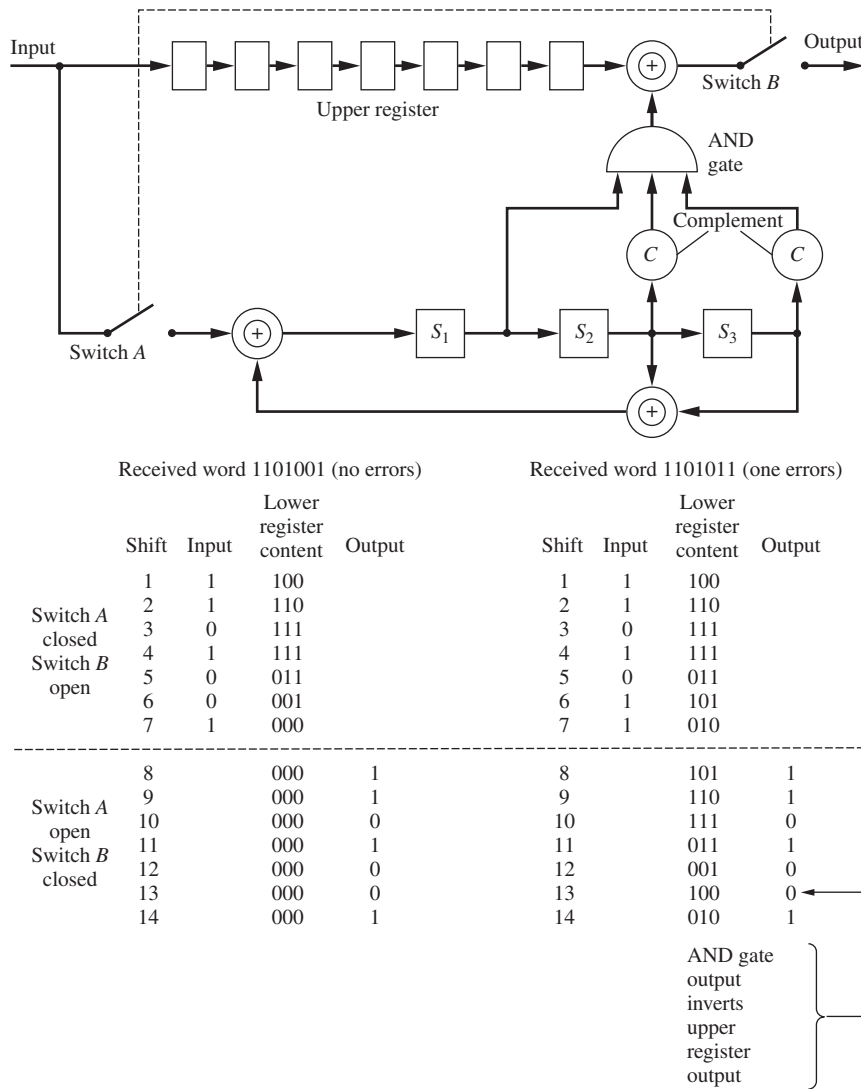 Input
Output
Upper register
Switch B
AND
gate
Complement
C
C
S1
S2
S3
Switch A
Received word 1101001 (no errors)
Received word 1101011 (one errors)
Lower
register
Shift Input content Output
Lower
register
Shift Input content Output
Switch A
closed
Switch B
open
1 1 100
2 1 110
3 0 111
4 1 111
5 0 011
6 0 001
7 1 000
1 1 100
2 1 110
3 0 111
4 1 111
5 0 011
6 1 101
7 1 010
Switch A
open
Switch B
closed
8 000 1
9 000 1
10 000 0
11 000 1
12 000 0
13 000 0
14 000 1
8 101 1
9 110 1
10 111 0
11 011 1
12 001 0
13 100 0
14 010 1
AND gate
output
inverts
upper
register
output